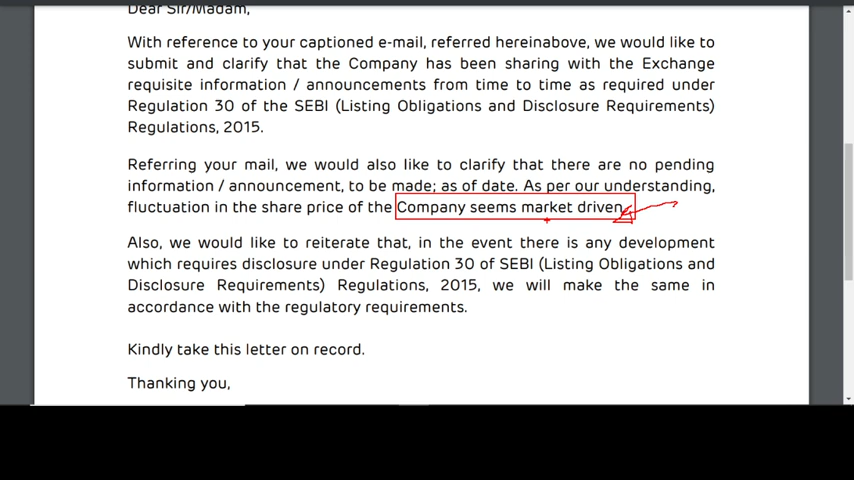 Dear Sir/Madam,
With reference to your captioned e-mail, referred hereinabove, we would like to
submit and clarify that the Company has been sharing with the Exchange
requisite information / announcements from time to time as required under
Regulation 30 of the SEBI (Listing Obligations and Disclosure Requirements)
Regulations, 2015.
Referring your mail, we would also like to clarify that there are no pending
information / announcement, to be made; as of date. As per our understanding,
fluctuation in the share price of the Company seems market driven.
Also, we would like to reiterate that, in the event there is any development
which requires disclosure under Regulation 30 of SEBI (Listing Obligations and
Disclosure Requirements) Regulations, 2015, we will make the same in
accordance with the regulatory requirements.
Kindly take this letter on record.
Thanking you,